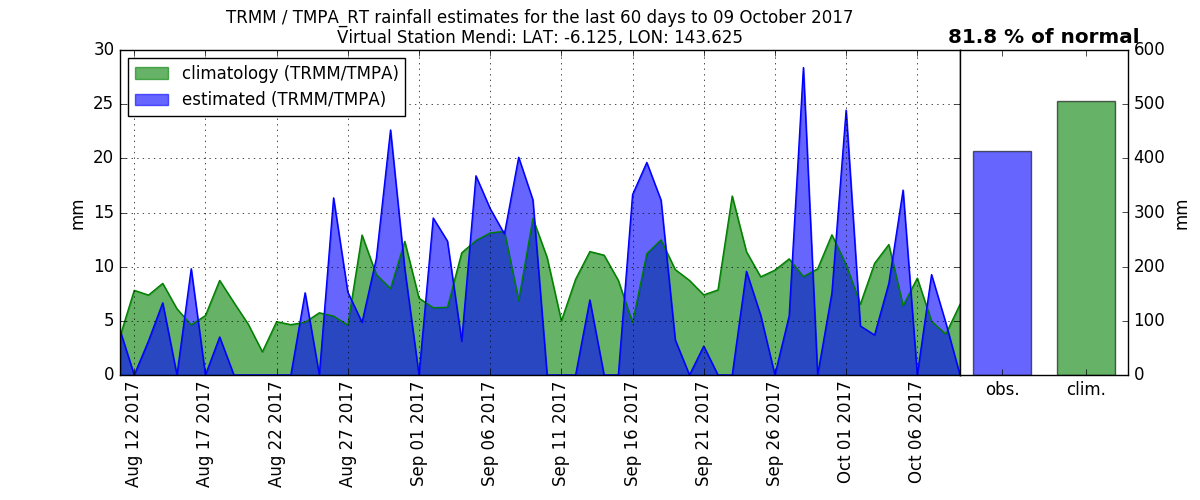 TRMM / TMPA_RT rainfall estimates for the last 60 days to 09 October 2017
Virtual Station Mendi: LAT: -6.125, LON: 143.625
81.8 % of normal
climatology (TRMM/TMPA)
estimated (TRMM/TMPA)
30
25
20
15
10
5
0
mm
Aug 12 2017
Aug 17 2017
Aug 22 2017
Aug 27 2017
Sep 01 2017
Sep 06 2017
Sep 11 2017
Sep 16 2017
Sep 21 2017
Sep 26 2017
Oct 01 2017
Oct 06 2017
obs.
clim.
600
500
400
300
200
100
0
mm